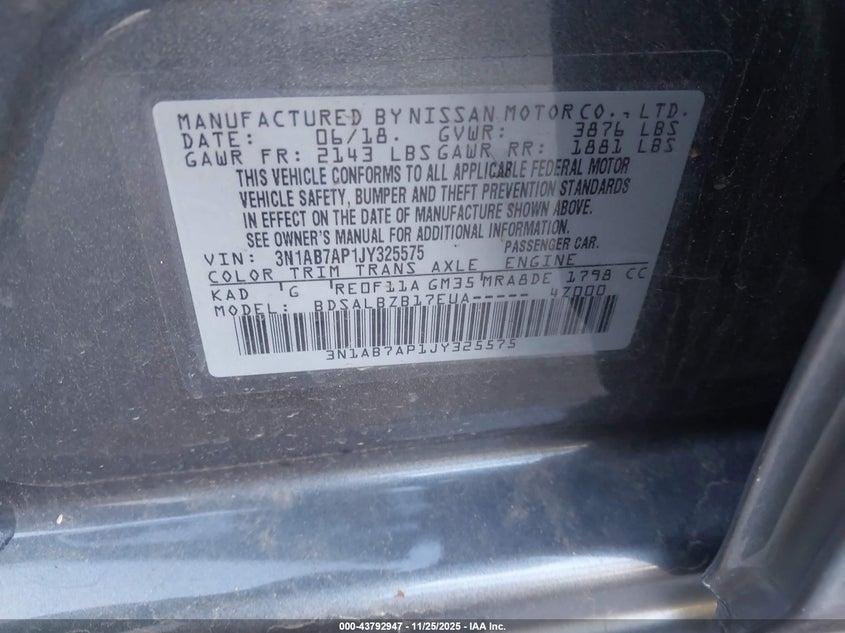 MANUFACTURED BY NISSAN MOTOR CO., LTD.
DATE: 06/18. GVWR: 3876 LBS
GAWR FR: 2143 LBS GAWR RR: 1881 LBS
THIS VEHICLE CONFORMS TO ALL APPLICABLE FEDERAL MOTOR
VEHICLE SAFETY, BUMPER AND THEFT PREVENTION STANDARDS
IN EFFECT ON THE DATE OF MANUFACTURE SHOWN ABOVE.
SEE OWNER'S MANUAL FOR ADDITIONAL INFORMATION.
VIN: 3N1AB7AP1JY325575 PASSENGER CAR.
COLOR TRIM TRANS AXLE ENGINE
KAD G RE0F11A GM35 MRA8DE 1798 CC
MODEL: BDSALBZB17EUA----- 4Z000
3N1AB7AP1JY325575
000-43792947 - 11/25/2025 - IAA Inc.